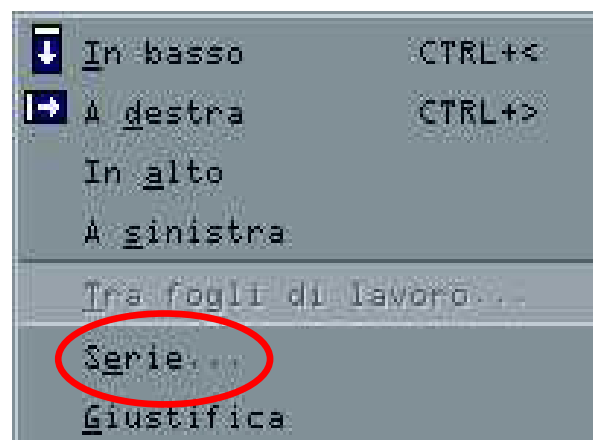 In basso CTRL+<
A destra CTRL+>
In alto
A sinistra
Tra fogli di lavoro...
Serie...
Giustifica